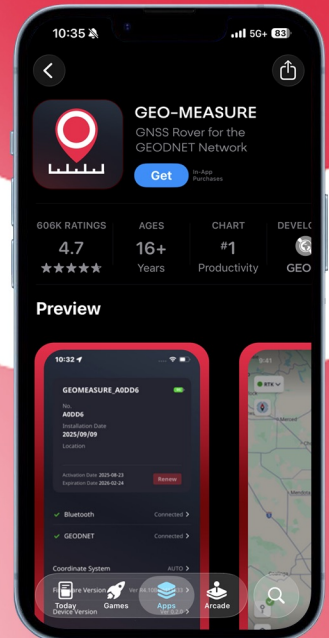 10:35
5G+ 83
GEO-MEASURE
GNSS Rover for the
GEODNET Network
Get
In-App
Purchases
606K RATINGS
AGES
CHART
DEVELO
4.7
16+
#1
Years
Productivity
GEO
Preview
10:32
GEOMEASURE_A0DD6
No.
A0DD6
Installation Date
2025/09/09
Location
Activation Date 2025-08-23
Expiration Date 2026-02-24
Renew
Bluetooth
Connected
GEODNET
Connected
Coordinate System
AUTO
Device Version
9:41
RTK
Merced
Today
Games
Apps
Arcade